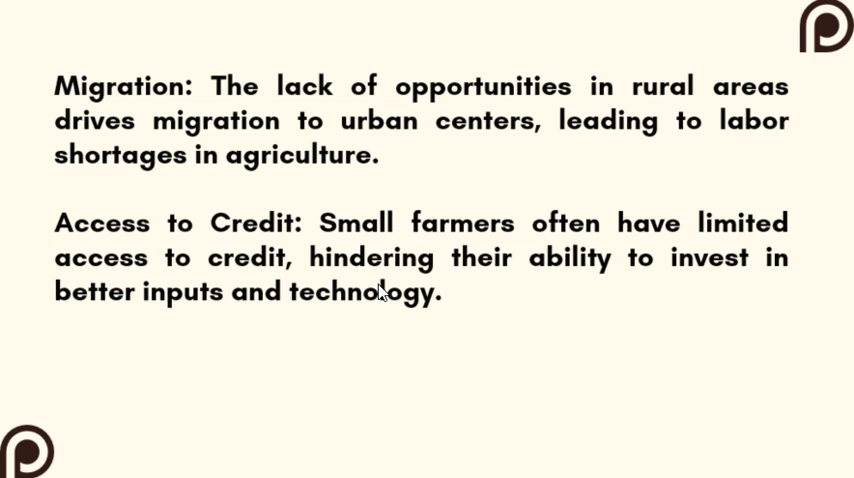 Migration: The lack of opportunities in rural areas
drives migration to urban centers, leading to labor
shortages in agriculture.
Access to Credit: Small farmers often have limited
access to credit, hindering their ability to invest in
better inputs and technology.